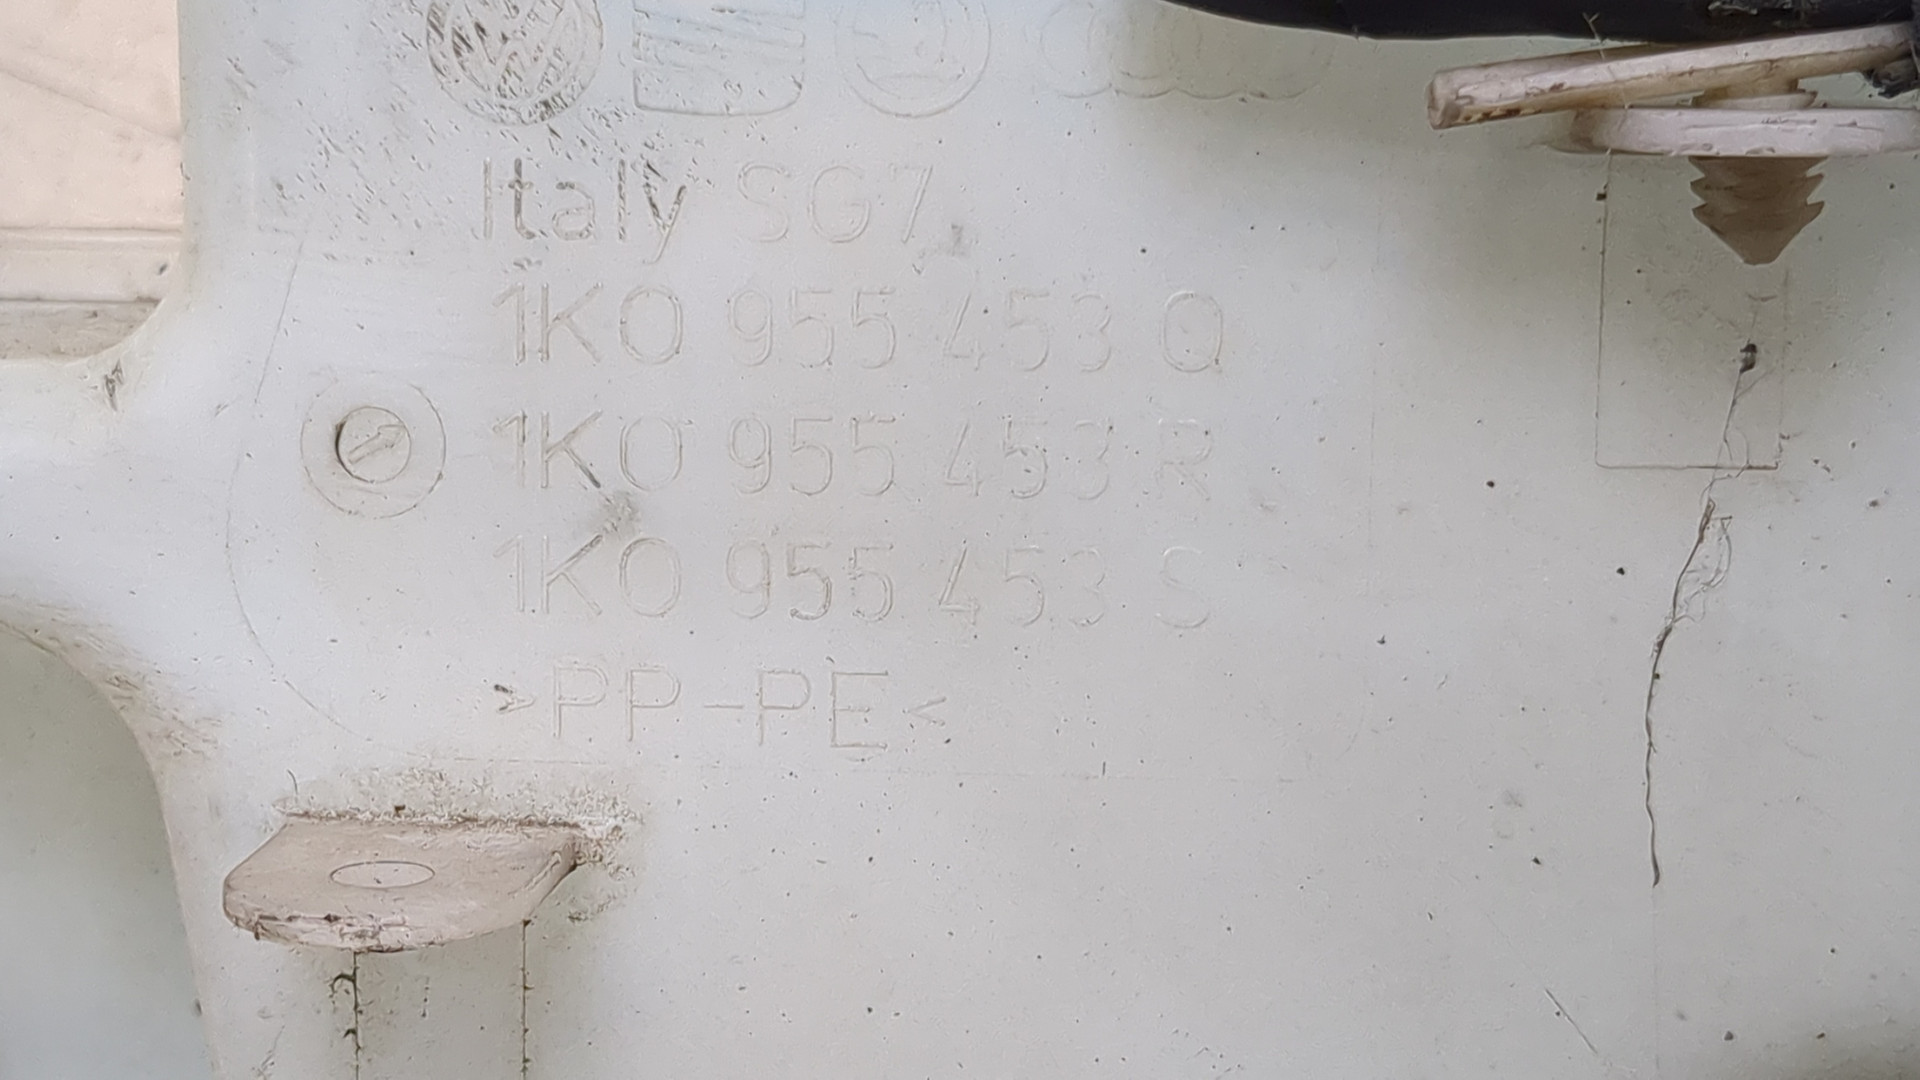 Italy SG7
1K0 955 453 Q
1K0 955 453 R
1K0 955 453 S
>PP-PE<